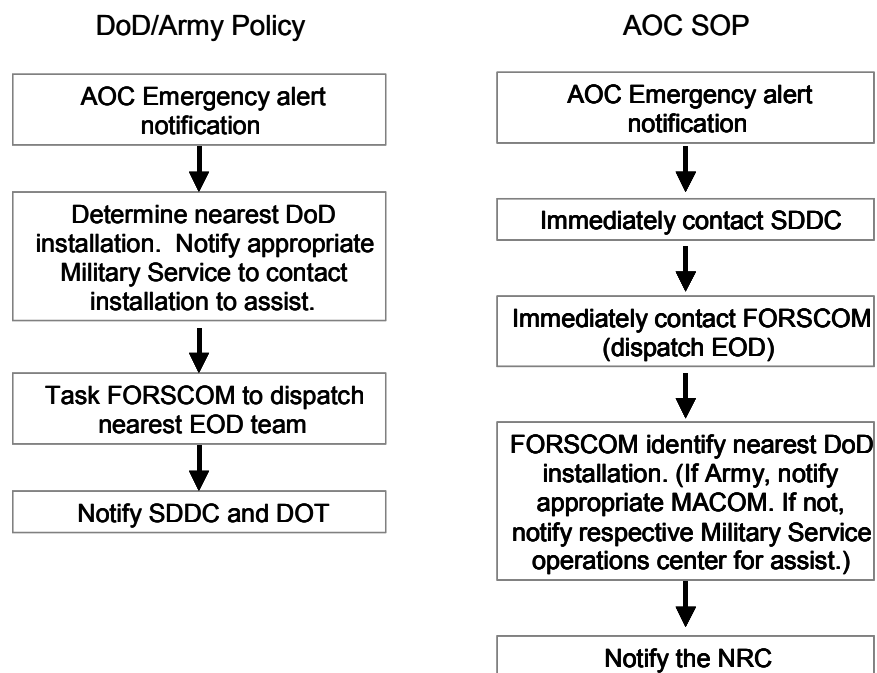 DoD/Army Policy
AOC Emergency alert
notification
Determine nearest DoD
installation.  Notify appropriate
Military Service to contact
installation to assist.
Task FORSCOM to dispatch
nearest EOD team
Notify SDDC and DOT
AOC SOP
AOC Emergency alert
notification
Immediately contact SDDC
Immediately contact FORSCOM
(dispatch EOD)
FORSCOM identify nearest DoD
installation. (If Army, notify
appropriate MACOM. If not,
notify respective Military Service
operations center for assist.)
Notify the NRC